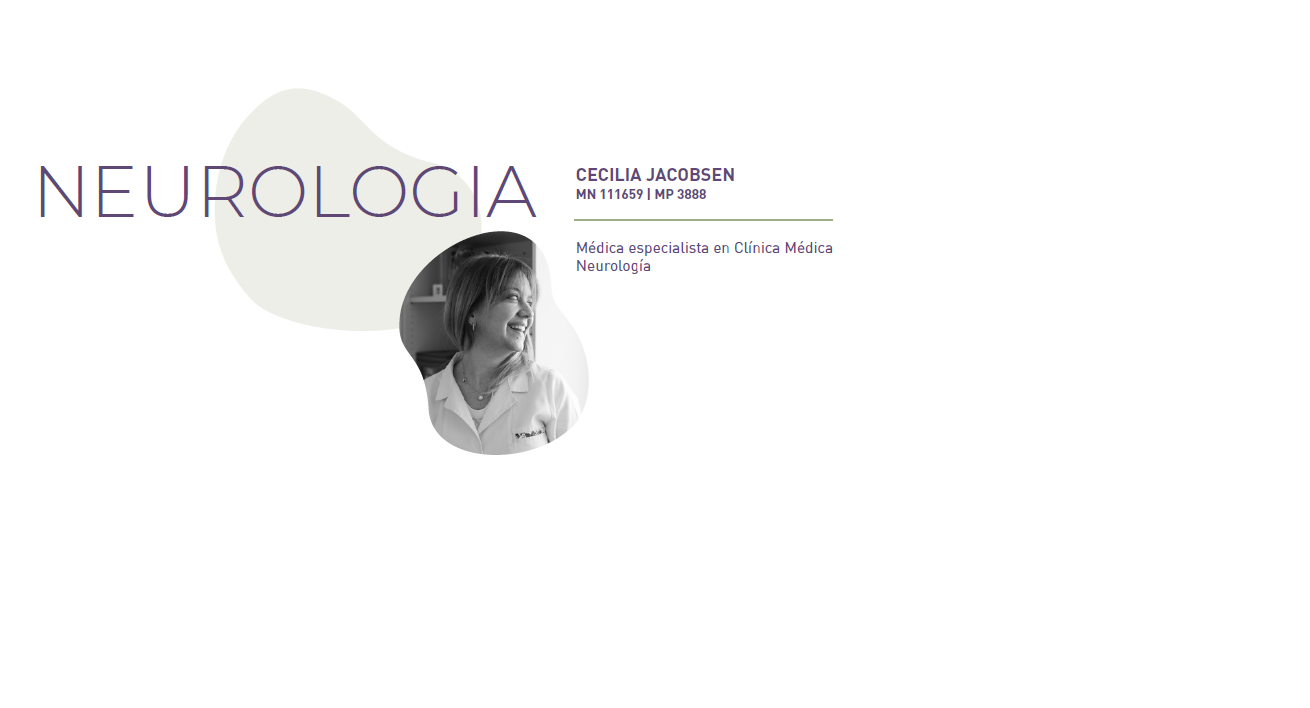 NEUROLOGIA
CECILIA JACOBSEN
MN 111659 | MP 3888
Médica especialista en Clínica Médica
Neurología